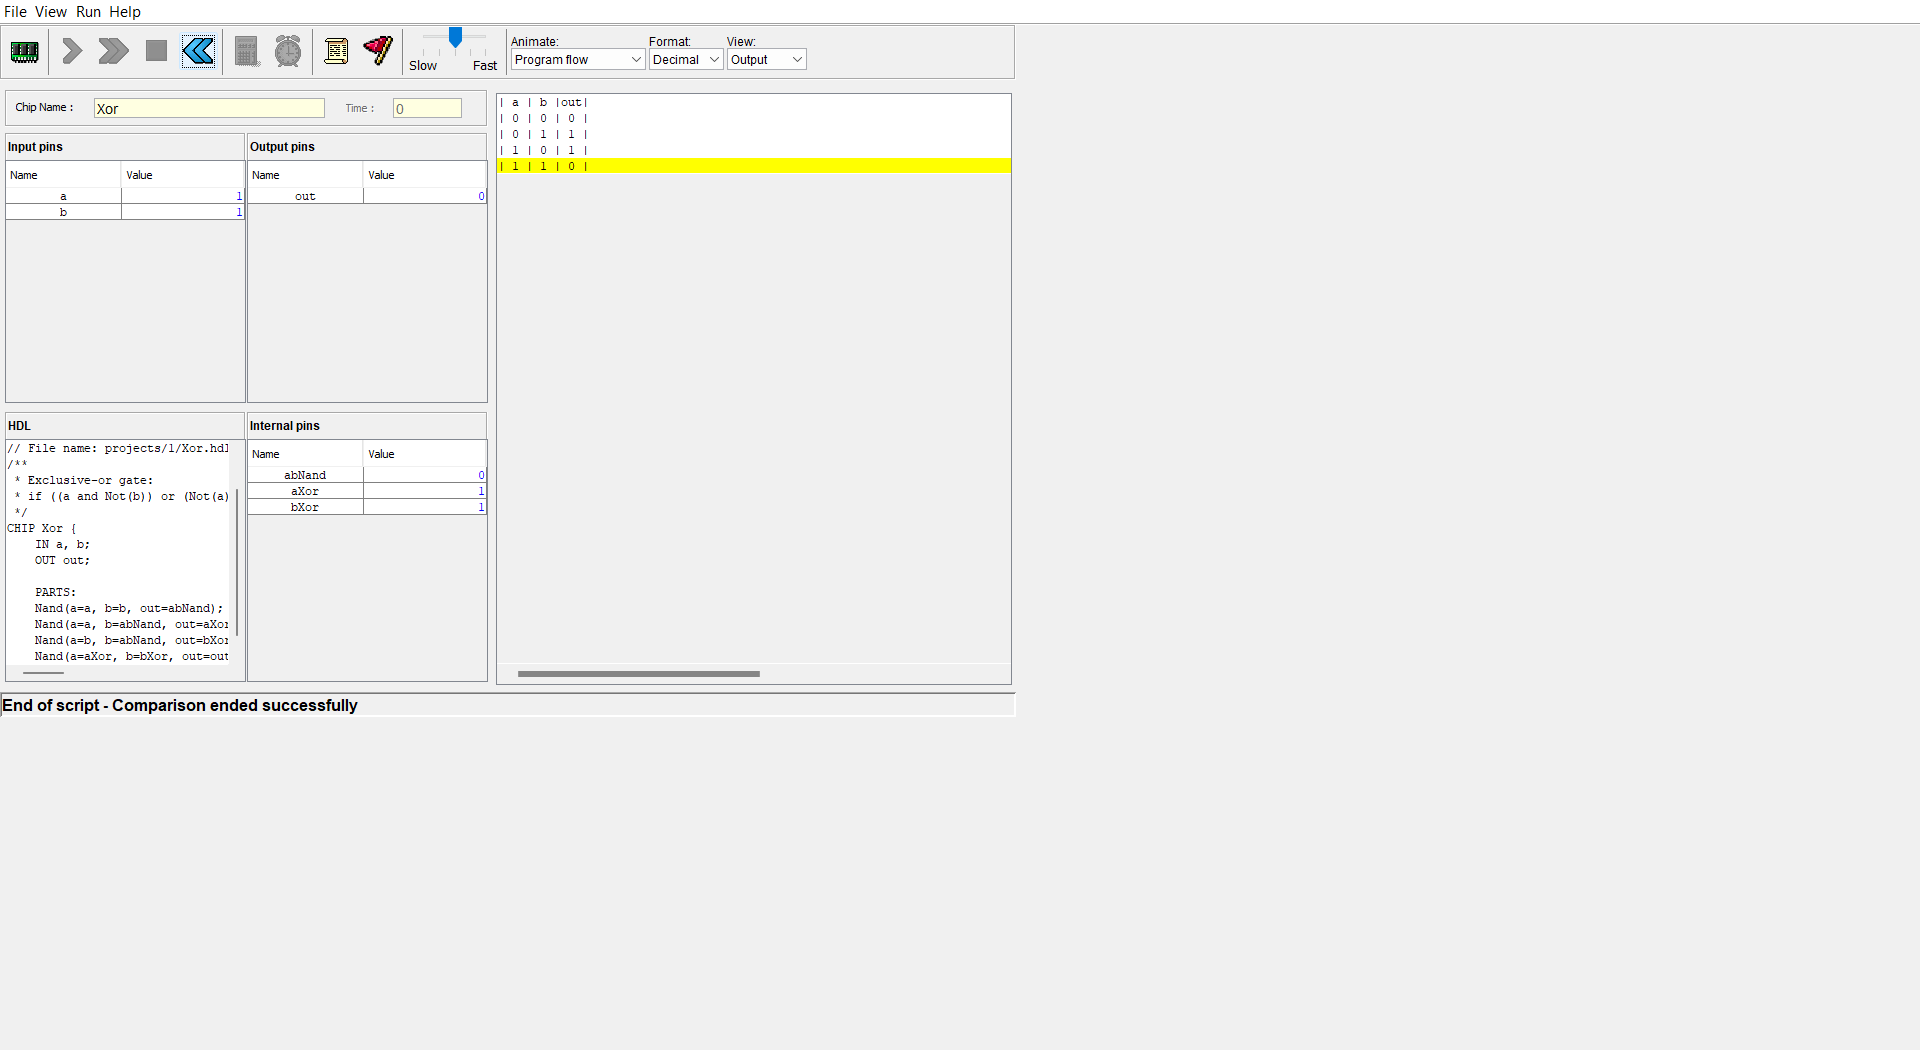 File View Run Help
Animate: Format: View:
Slow Fast Program flow Decimal Output
Chip Name : Xor Time : 0
Input pins Output pins
Name Value Name Value
a 1 out 0
b 1
| a | b |out|
| 0 | 0 | 0 |
| 0 | 1 | 1 |
| 1 | 0 | 1 |
| 1 | 1 | 0 |
HDL
// File name: projects/1/Xor.hdl
/**
* Exclusive-or gate:
* if ((a and Not(b)) or (Not(a)
*/
CHIP Xor {
IN a, b;
OUT out;
PARTS:
Nand(a=a, b=b, out=abNand);
Nand(a=a, b=abNand, out=aXor
Nand(a=b, b=abNand, out=bXor
Nand(a=aXor, b=bXor, out=out
Internal pins
Name Value
abNand 0
aXor 1
bXor 1
End of script - Comparison ended successfully